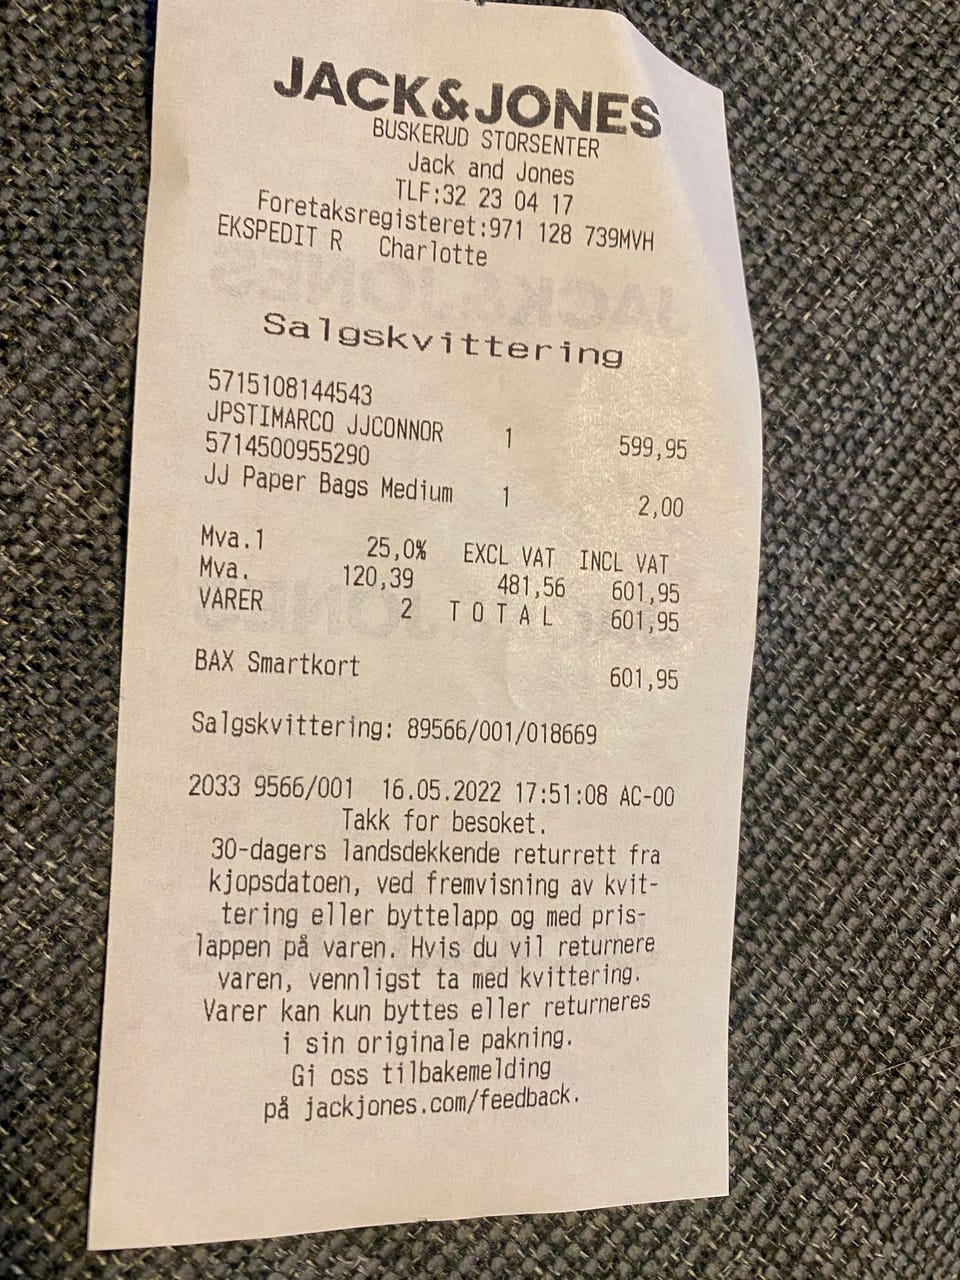 JACK&JONES
BUSKERUD STORSENTER
Jack and Jones
TLF:32 23 04 17
Foretaksregisteret:971 128 739MVH
EKSPEDIT R Charlotte
Salgskvittering
5715108144543
JPSTIMARCO JJCONNOR 1 599,95
5714500955290
JJ Paper Bags Medium 1 2,00
Mva.1 25,0% EXCL VAT INCL VAT
Mva. 120,39 481,56 601,95
VARER 2 T O T A L 601,95
BAX Smartkort 601,95
Salgskvittering: 89566/001/018669
2033 9566/001 16.05.2022 17:51:08 AC-00
Takk for besoket.
30-dagers landsdekkende returrett fra
kjopsdatoen, ved fremvisning av kvit-
tering eller byttelapp og med pris-
lappen på varen. Hvis du vil returnere
varen, vennligst ta med kvittering.
Varer kan kun byttes eller returneres
i sin originale pakning.
Gi oss tilbakemelding
på jackjones.com/feedback.